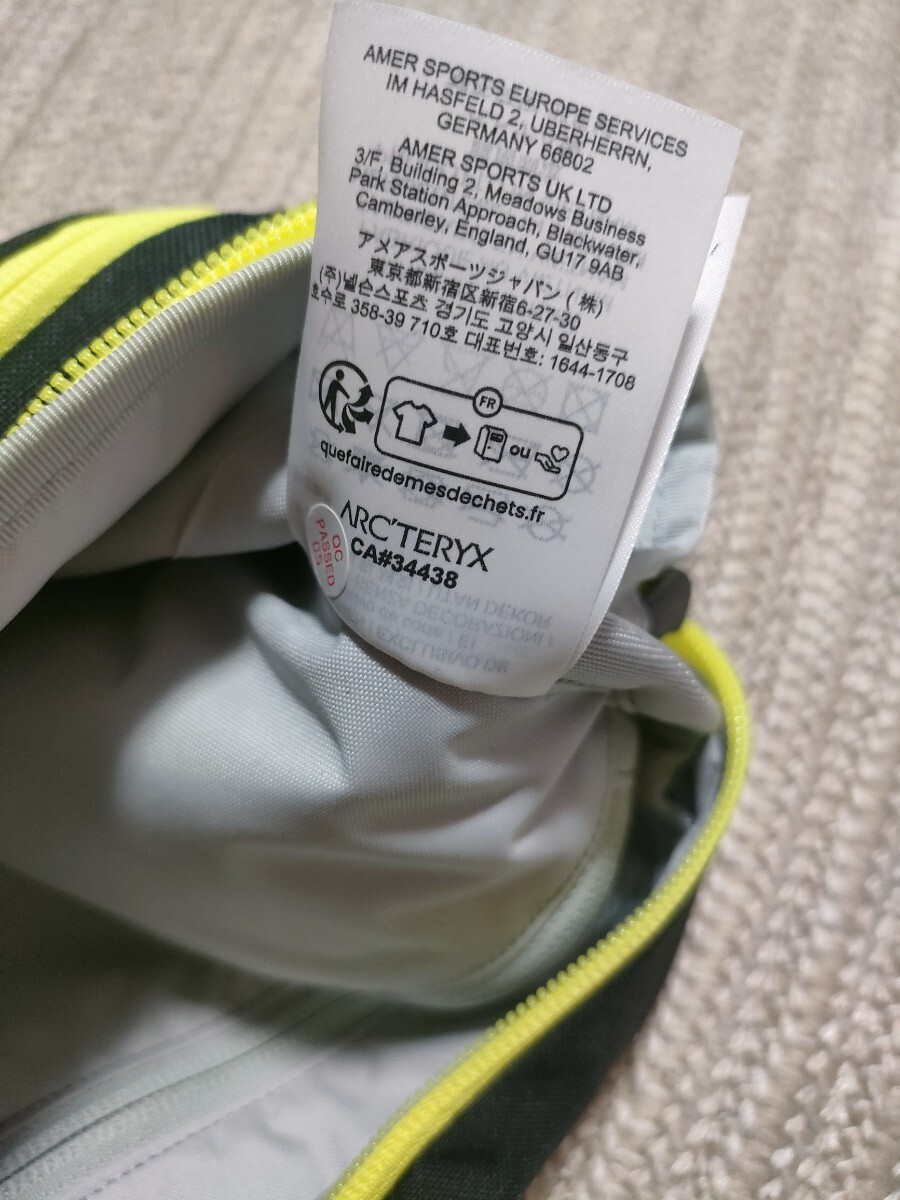 AMER SPORTS EUROPE SERVICES
IM HASFELD 2, UBERHERRN,
GERMANY 66802
AMER SPORTS UK LTD
3/F, Building 2, Meadows Business
Park Station Approach, Blackwater,
Camberley, England, GU17 9AB
アメアスポーツジャパン ( 株)
東京都新宿区新宿6-27-30
(주)넬슨스포츠 경기도 고양시 일산동구
호수로 358-39 710호 대표번호: 1644-1708
FR
ou
quefairedemesdechets.fr
ARC'TERYX
CA#34438
QC
PASSED
05